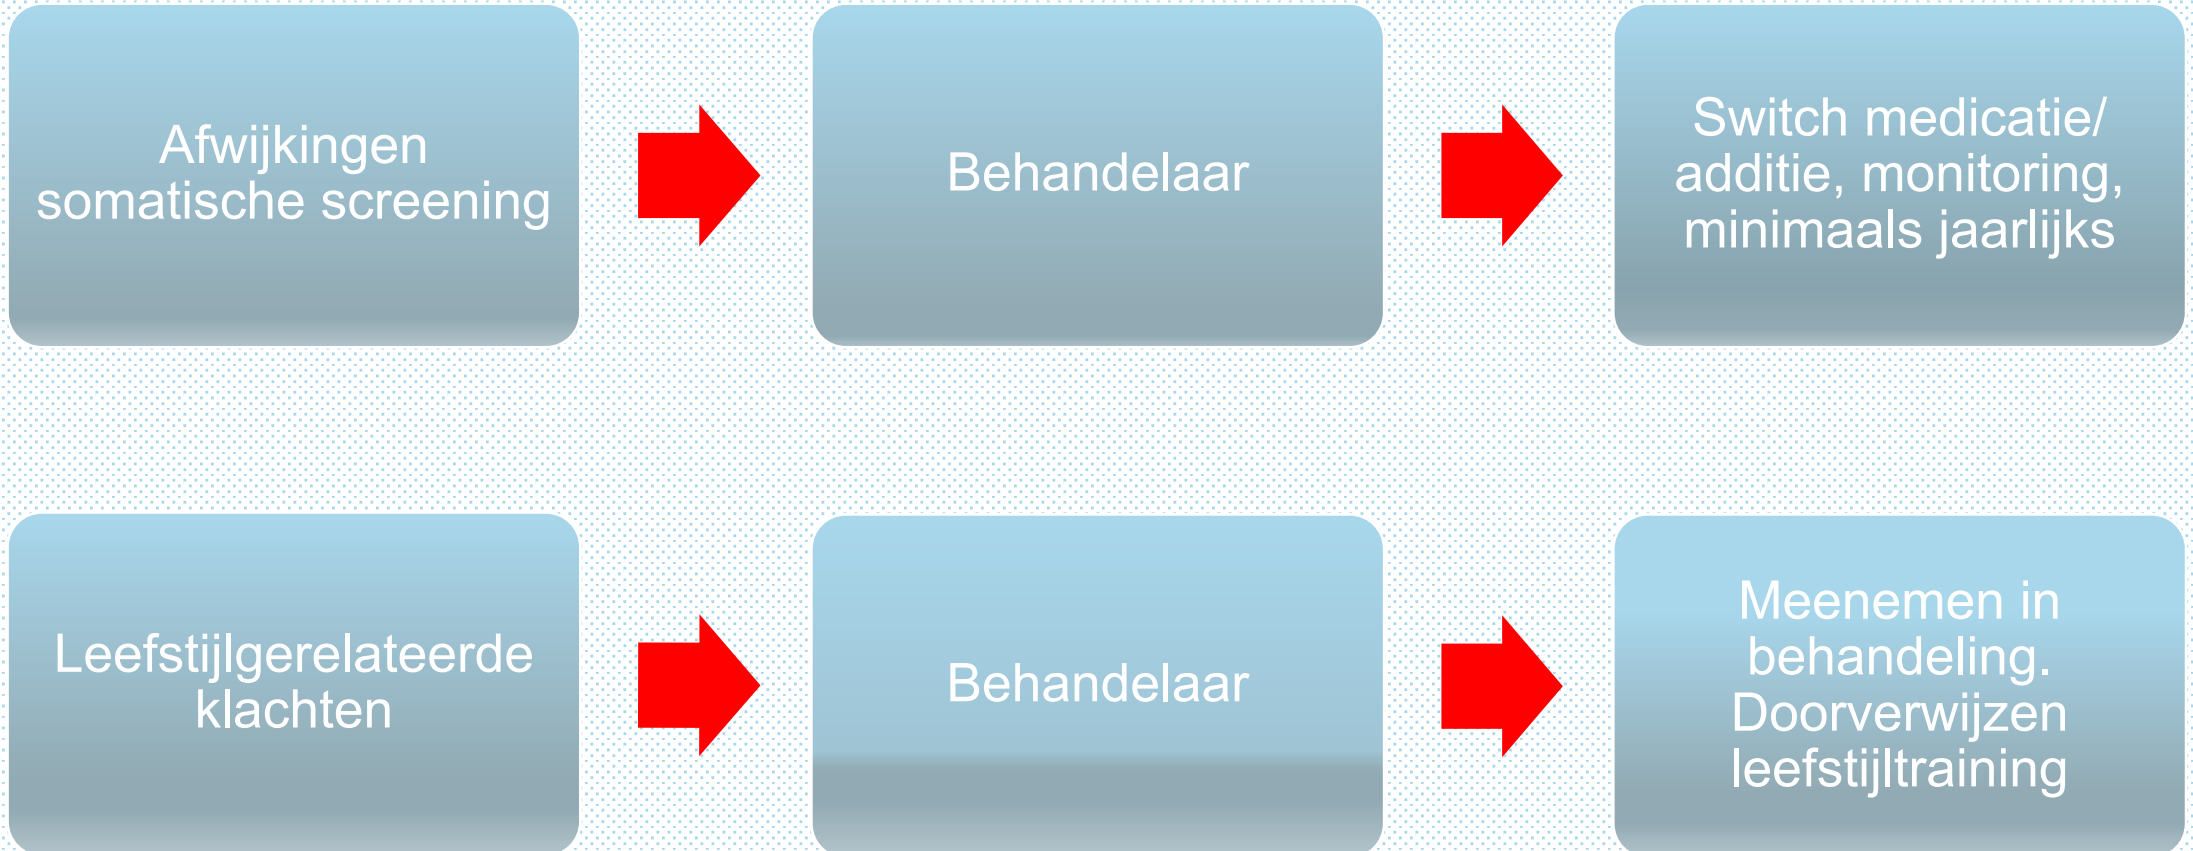 Afwijkingen
somatische screening
Behandelaar
Switch medicatie/
additie, monitoring,
minimaals jaarlijks
Leefstijlgerelateerde
klachten
Behandelaar
Meenemen in
behandeling.
Doorverwijzen
leefstijltraining